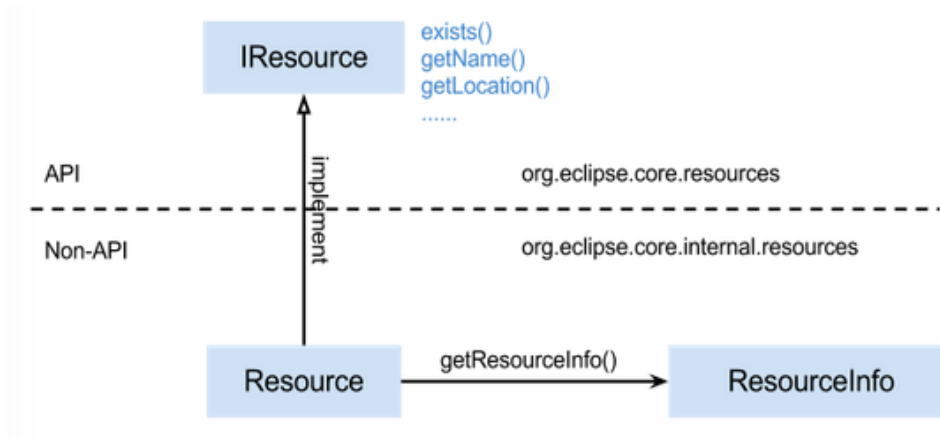 IResource
exists()
getName()
getLocation()
......
implement
API
org.eclipse.core.resources
Non-API
org.eclipse.core.internal.resources
Resource
getResourceInfo()
ResourceInfo